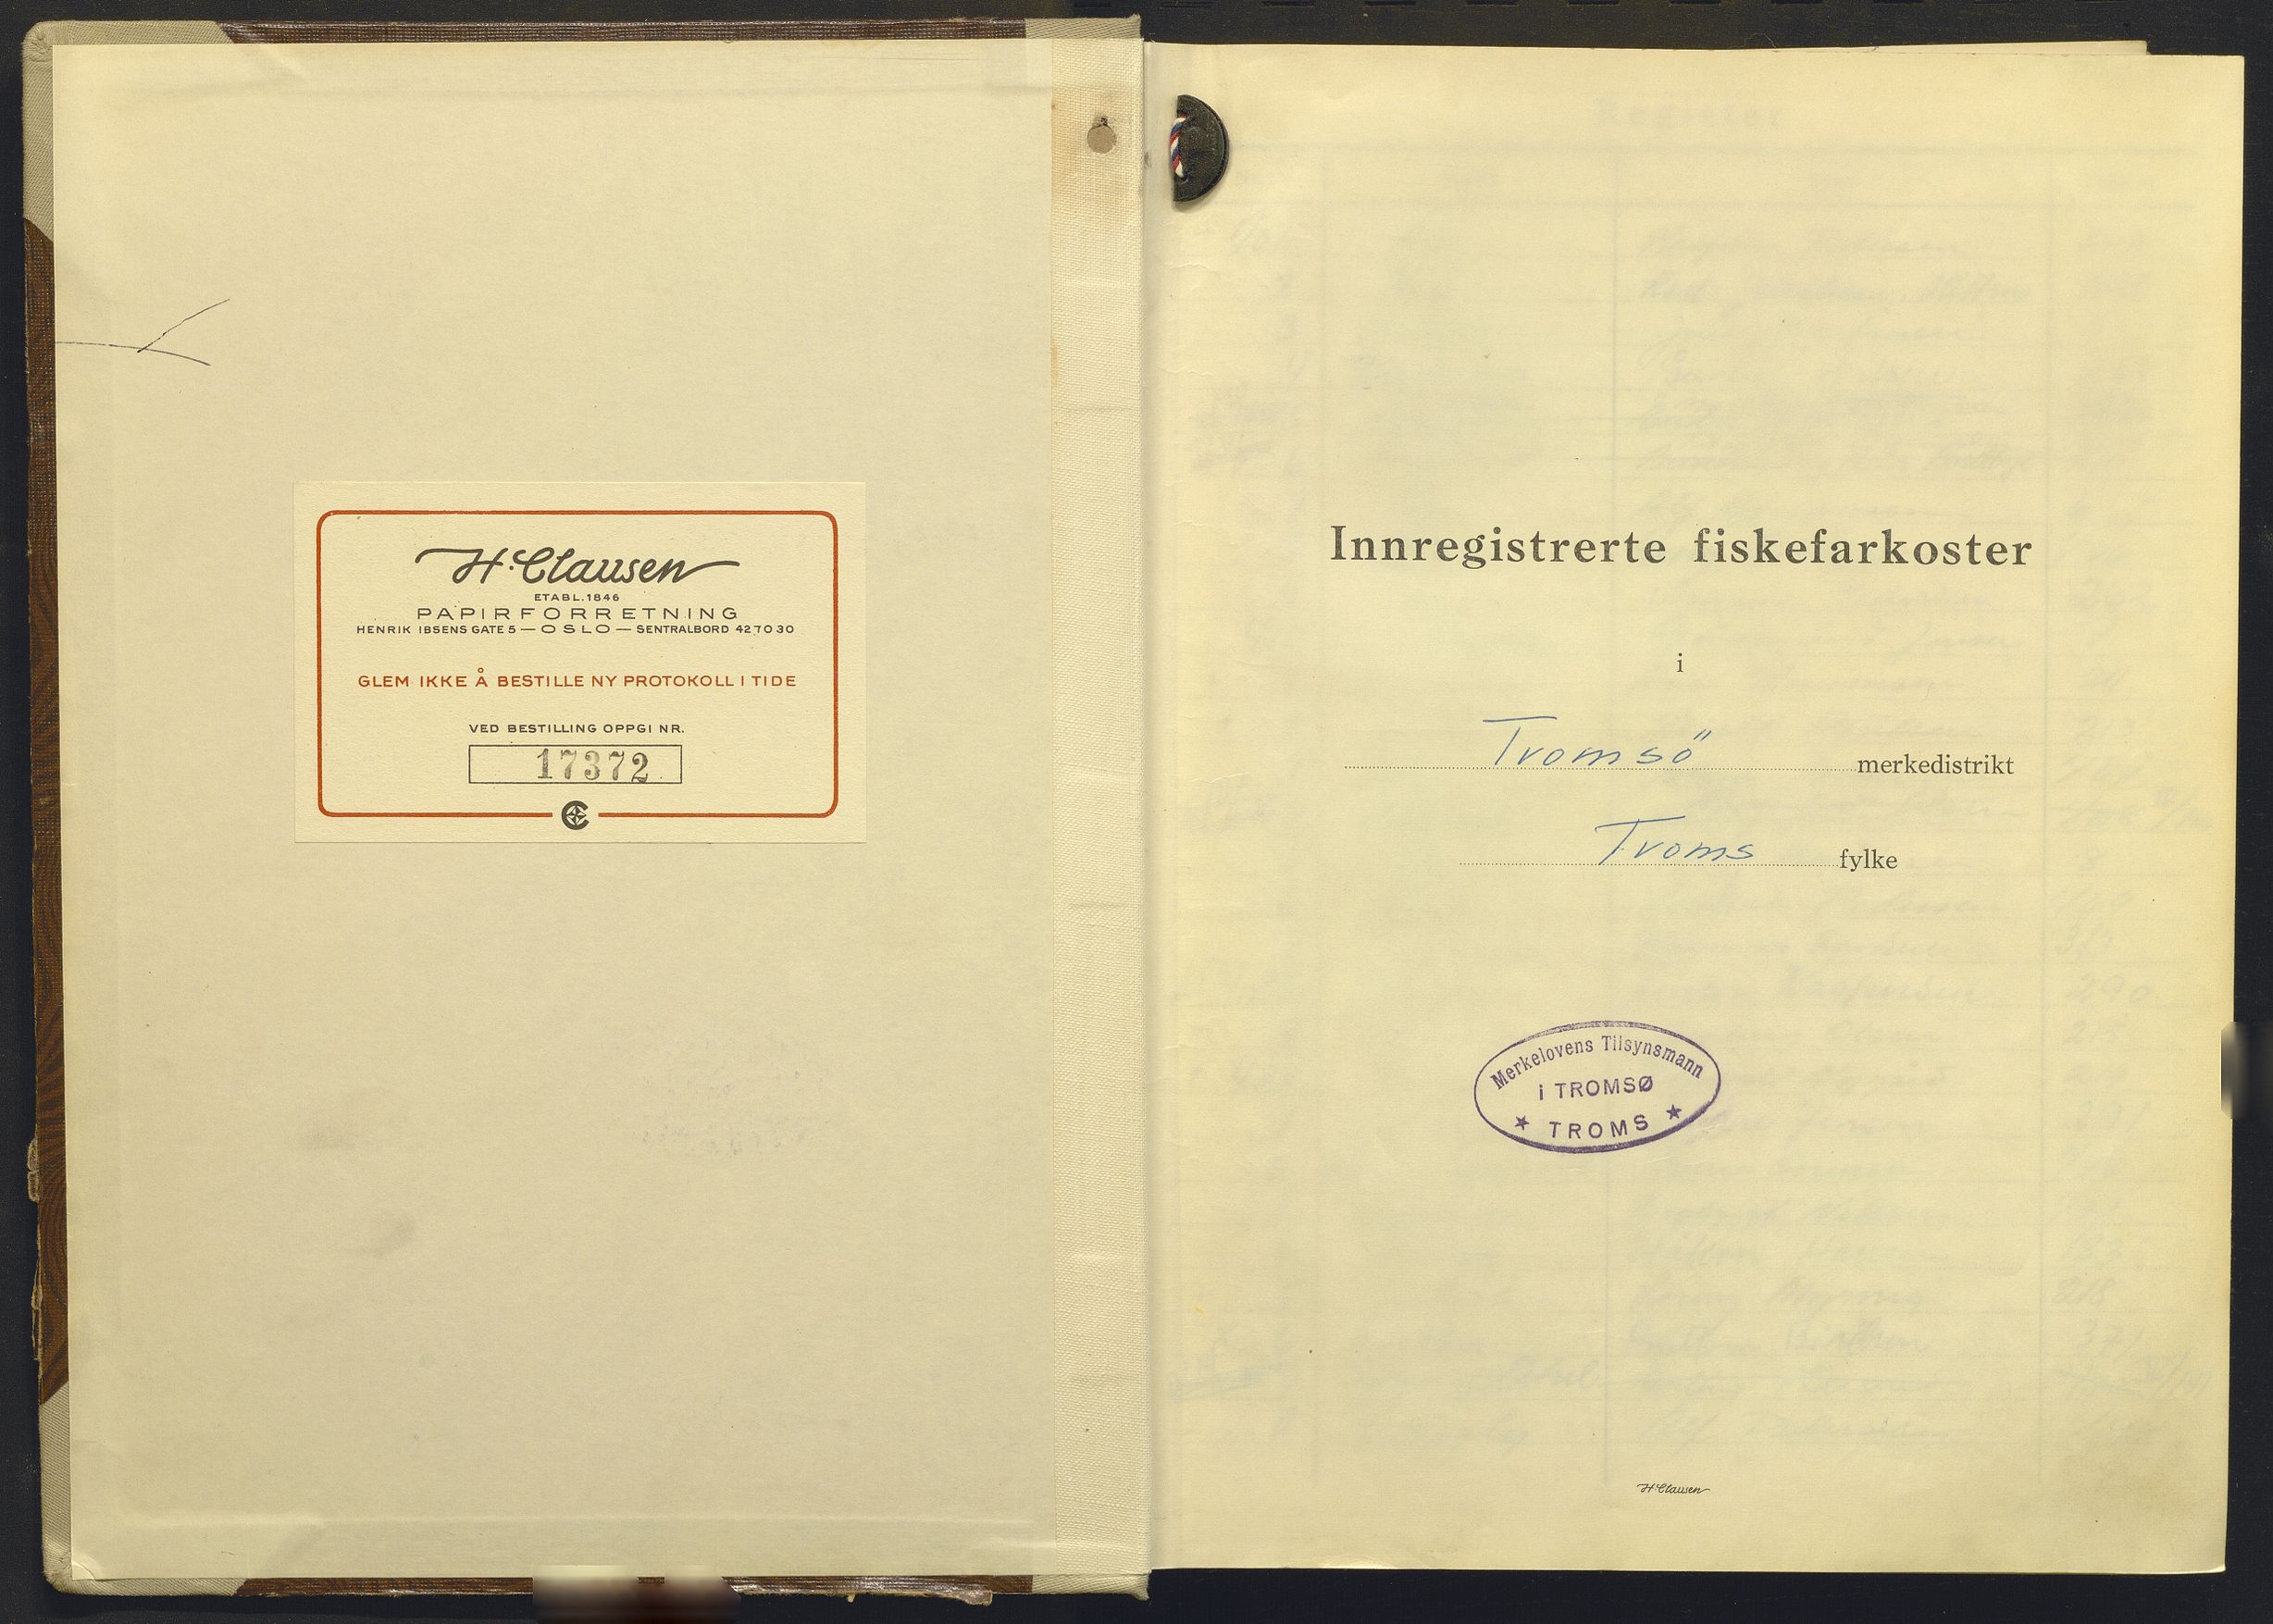 H. Clausen
ETABL. 1846
PAPIRFORRETNING
HENRIK IBSENS GATE 5 — OSLO — SENTRALBORD 42 70 30
GLEM IKKE Å BESTILLE NY PROTOKOLL I TIDE
VED BESTILLING OPPGI NR.
17372
Innregistrerte fiskefarkoster
i
Tromsö merkedistrikt
Troms fylke
Merkelovens Tilsynsmann
i TROMSØ
★ TROMS ★
H. Clausen